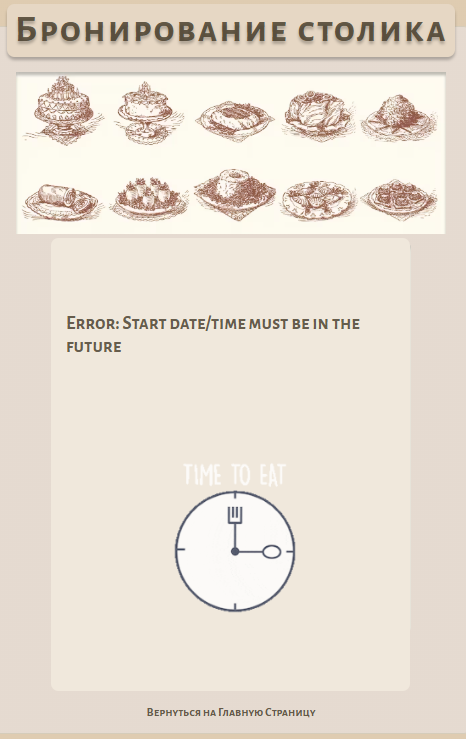 Бронирование столика
Error: Start date/time must be in the
future
TIME TO EAT
Вернуться на Главную Страницу